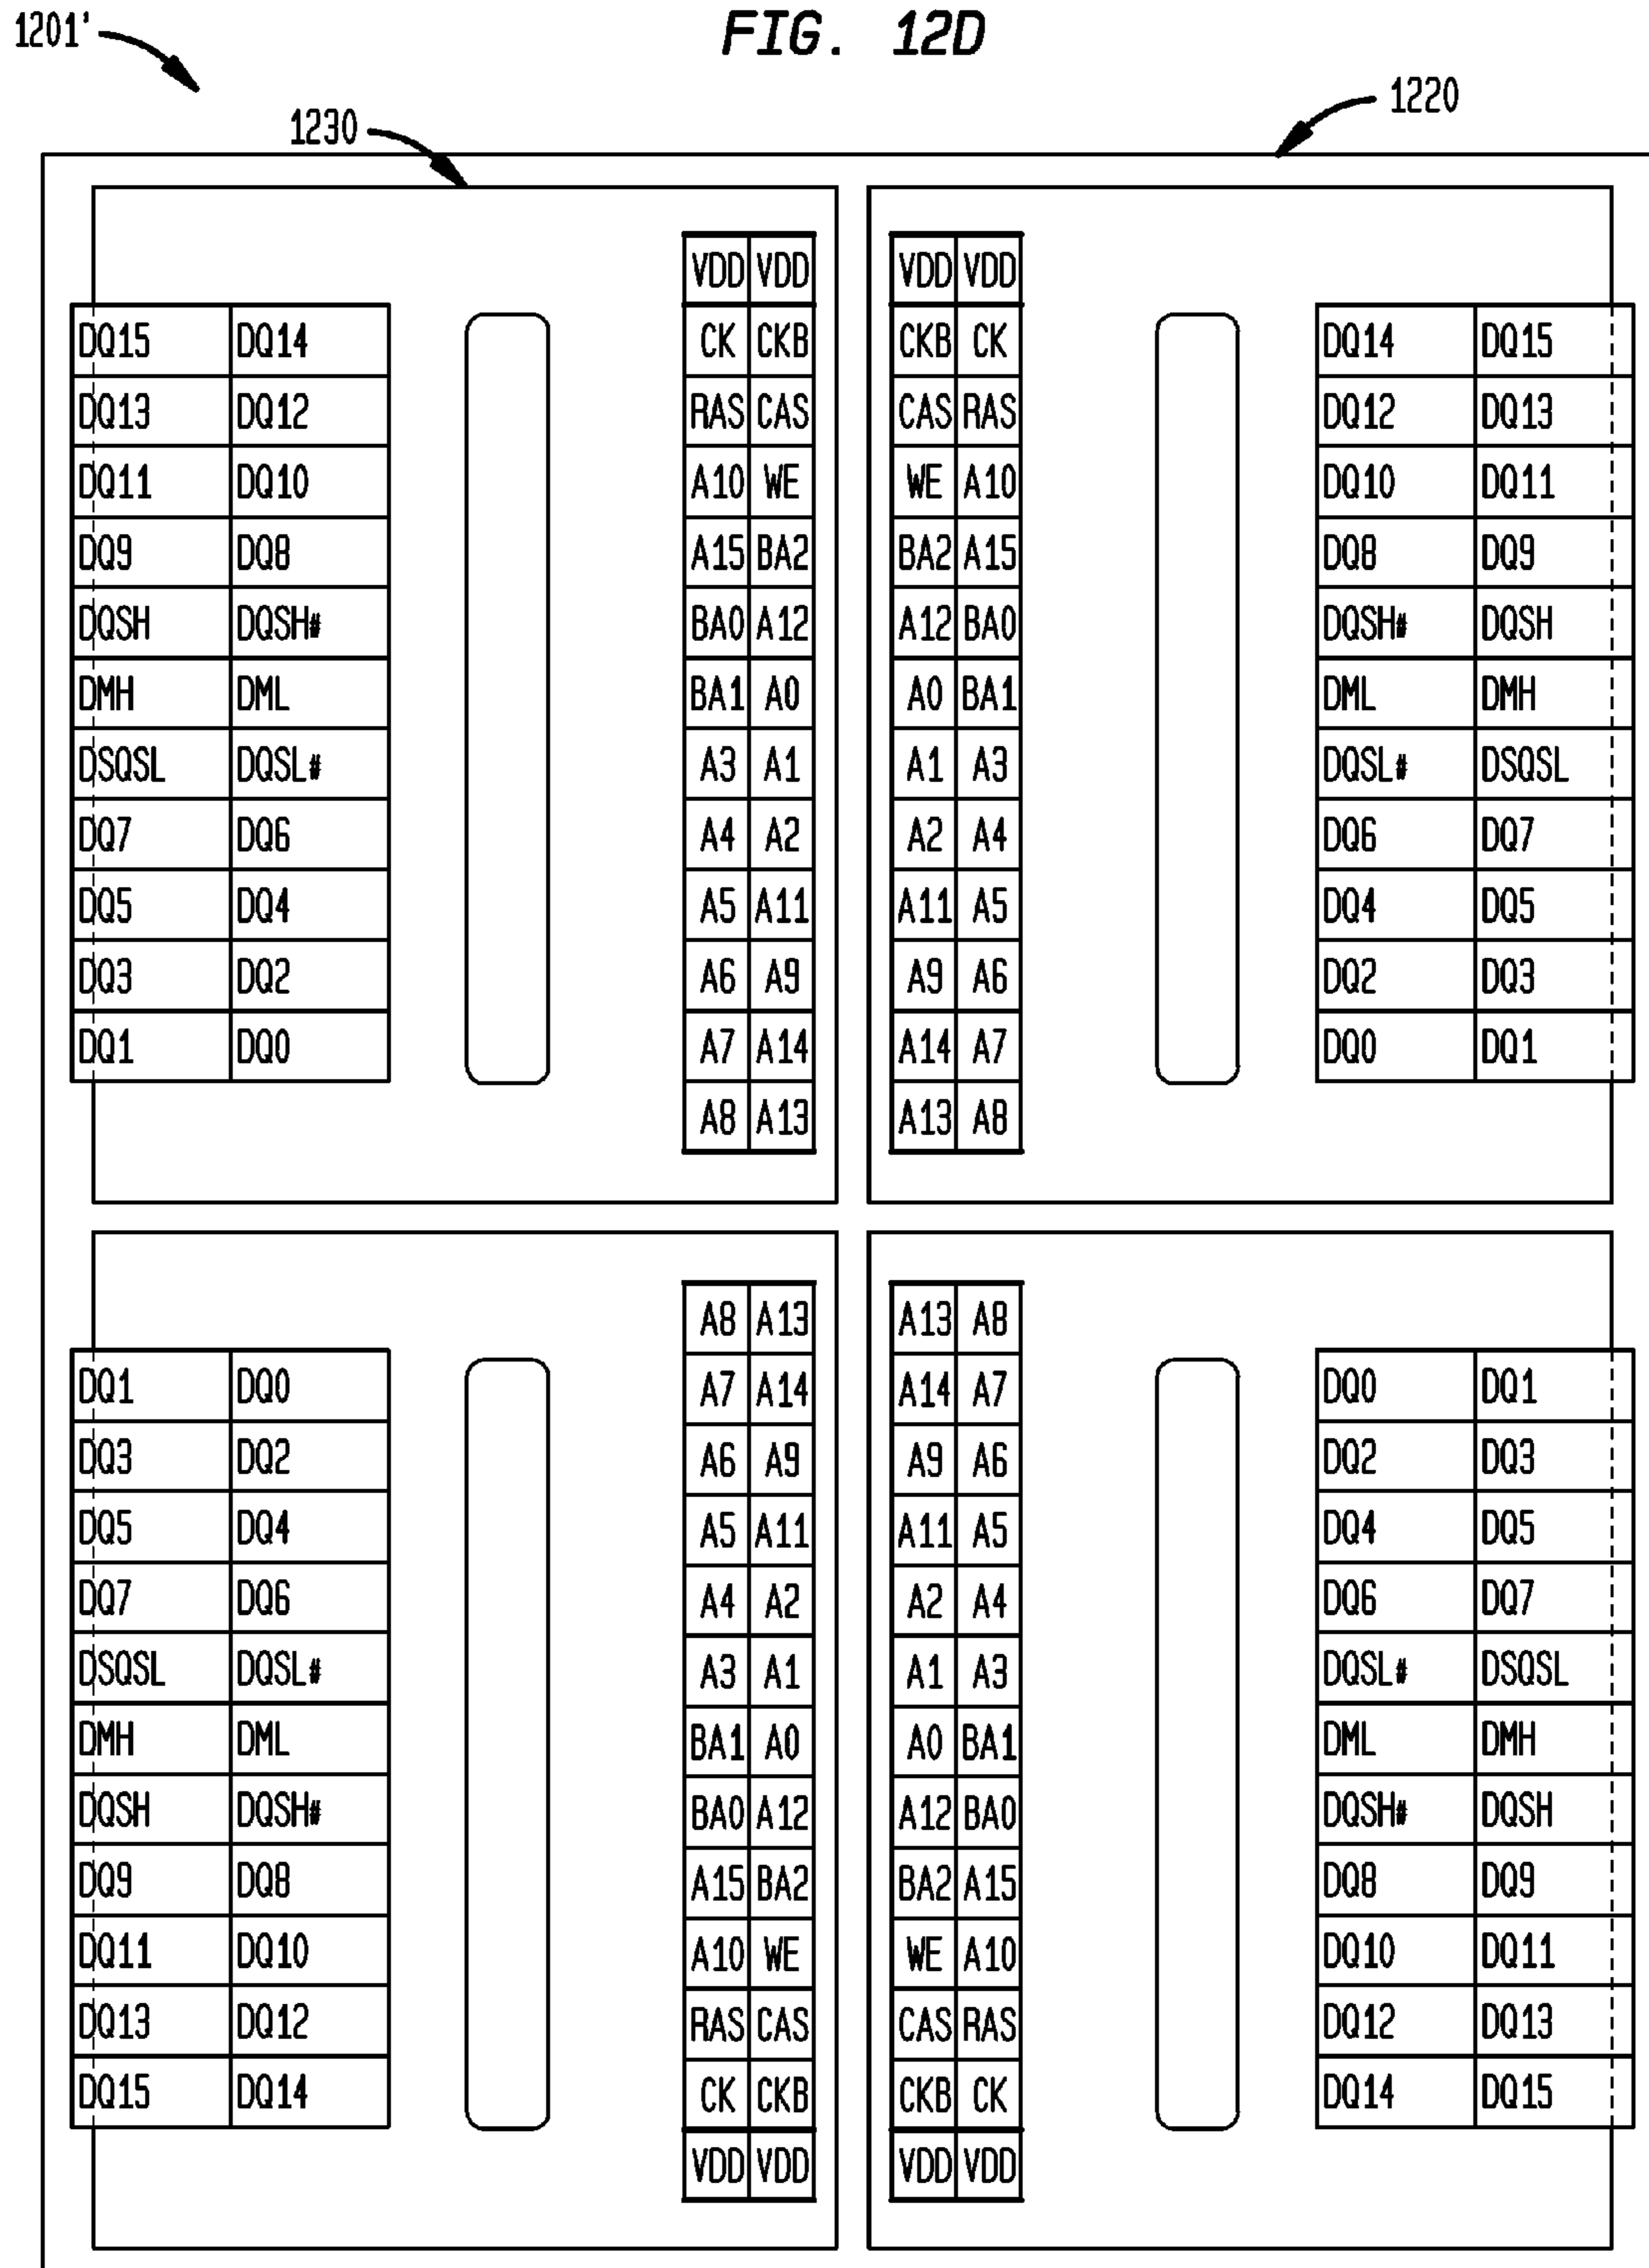 FIG. 12D
1201'
1230
1220
VDD VDD VDD VDD
DQ15 DQ14 CK CKB CKB CK DQ14 DQ15
DQ13 DQ12 RAS CAS CAS RAS DQ12 DQ13
DQ11 DQ10 A10 WE WE A10 DQ10 DQ11
DQ9 DQ8 A15 BA2 BA2 A15 DQ8 DQ9
DQSH DQSH# BA0 A12 A12 BA0 DQSH# DQSH
DMH DML BA1 A0 A0 BA1 DML DMH
DSQSL DQSL# A3 A1 A1 A3 DQSL# DSQSL
DQ7 DQ6 A4 A2 A2 A4 DQ6 DQ7
DQ5 DQ4 A5 A11 A11 A5 DQ4 DQ5
DQ3 DQ2 A6 A9 A9 A6 DQ2 DQ3
DQ1 DQ0 A7 A14 A14 A7 DQ0 DQ1
A8 A13 A13 A8
A8 A13 A13 A8
DQ1 DQ0 A7 A14 A14 A7 DQ0 DQ1
DQ3 DQ2 A6 A9 A9 A6 DQ2 DQ3
DQ5 DQ4 A5 A11 A11 A5 DQ4 DQ5
DQ7 DQ6 A4 A2 A2 A4 DQ6 DQ7
DSQSL DQSL# A3 A1 A1 A3 DQSL# DSQSL
DMH DML BA1 A0 A0 BA1 DML DMH
DQSH DQSH# BA0 A12 A12 BA0 DQSH# DQSH
DQ9 DQ8 A15 BA2 BA2 A15 DQ8 DQ9
DQ11 DQ10 A10 WE WE A10 DQ10 DQ11
DQ13 DQ12 RAS CAS CAS RAS DQ12 DQ13
DQ15 DQ14 CK CKB CKB CK DQ14 DQ15
VDD VDD VDD VDD